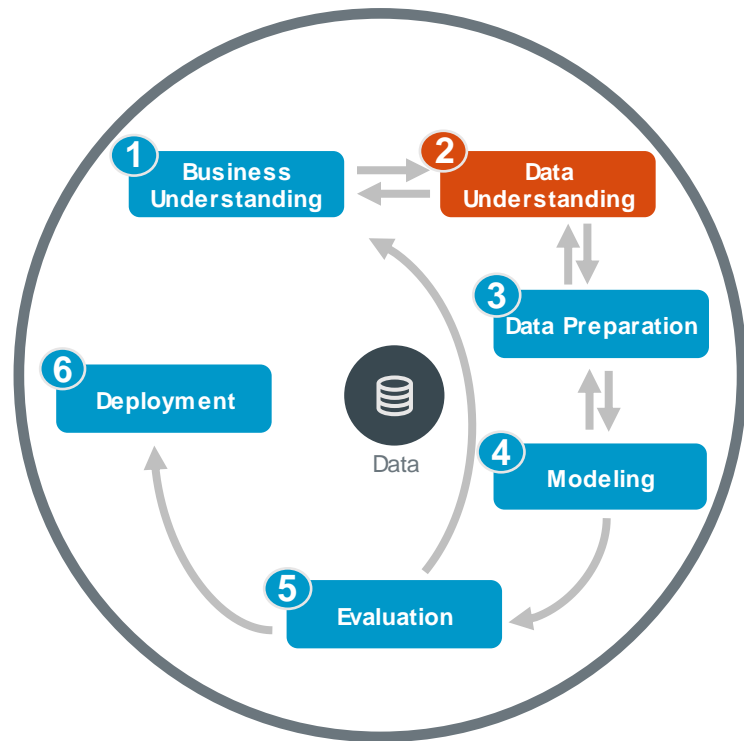 1
Business
Understanding
2
Data
Understanding
3
Data Preparation
4
Modeling
5
Evaluation
6
Deployment
Data